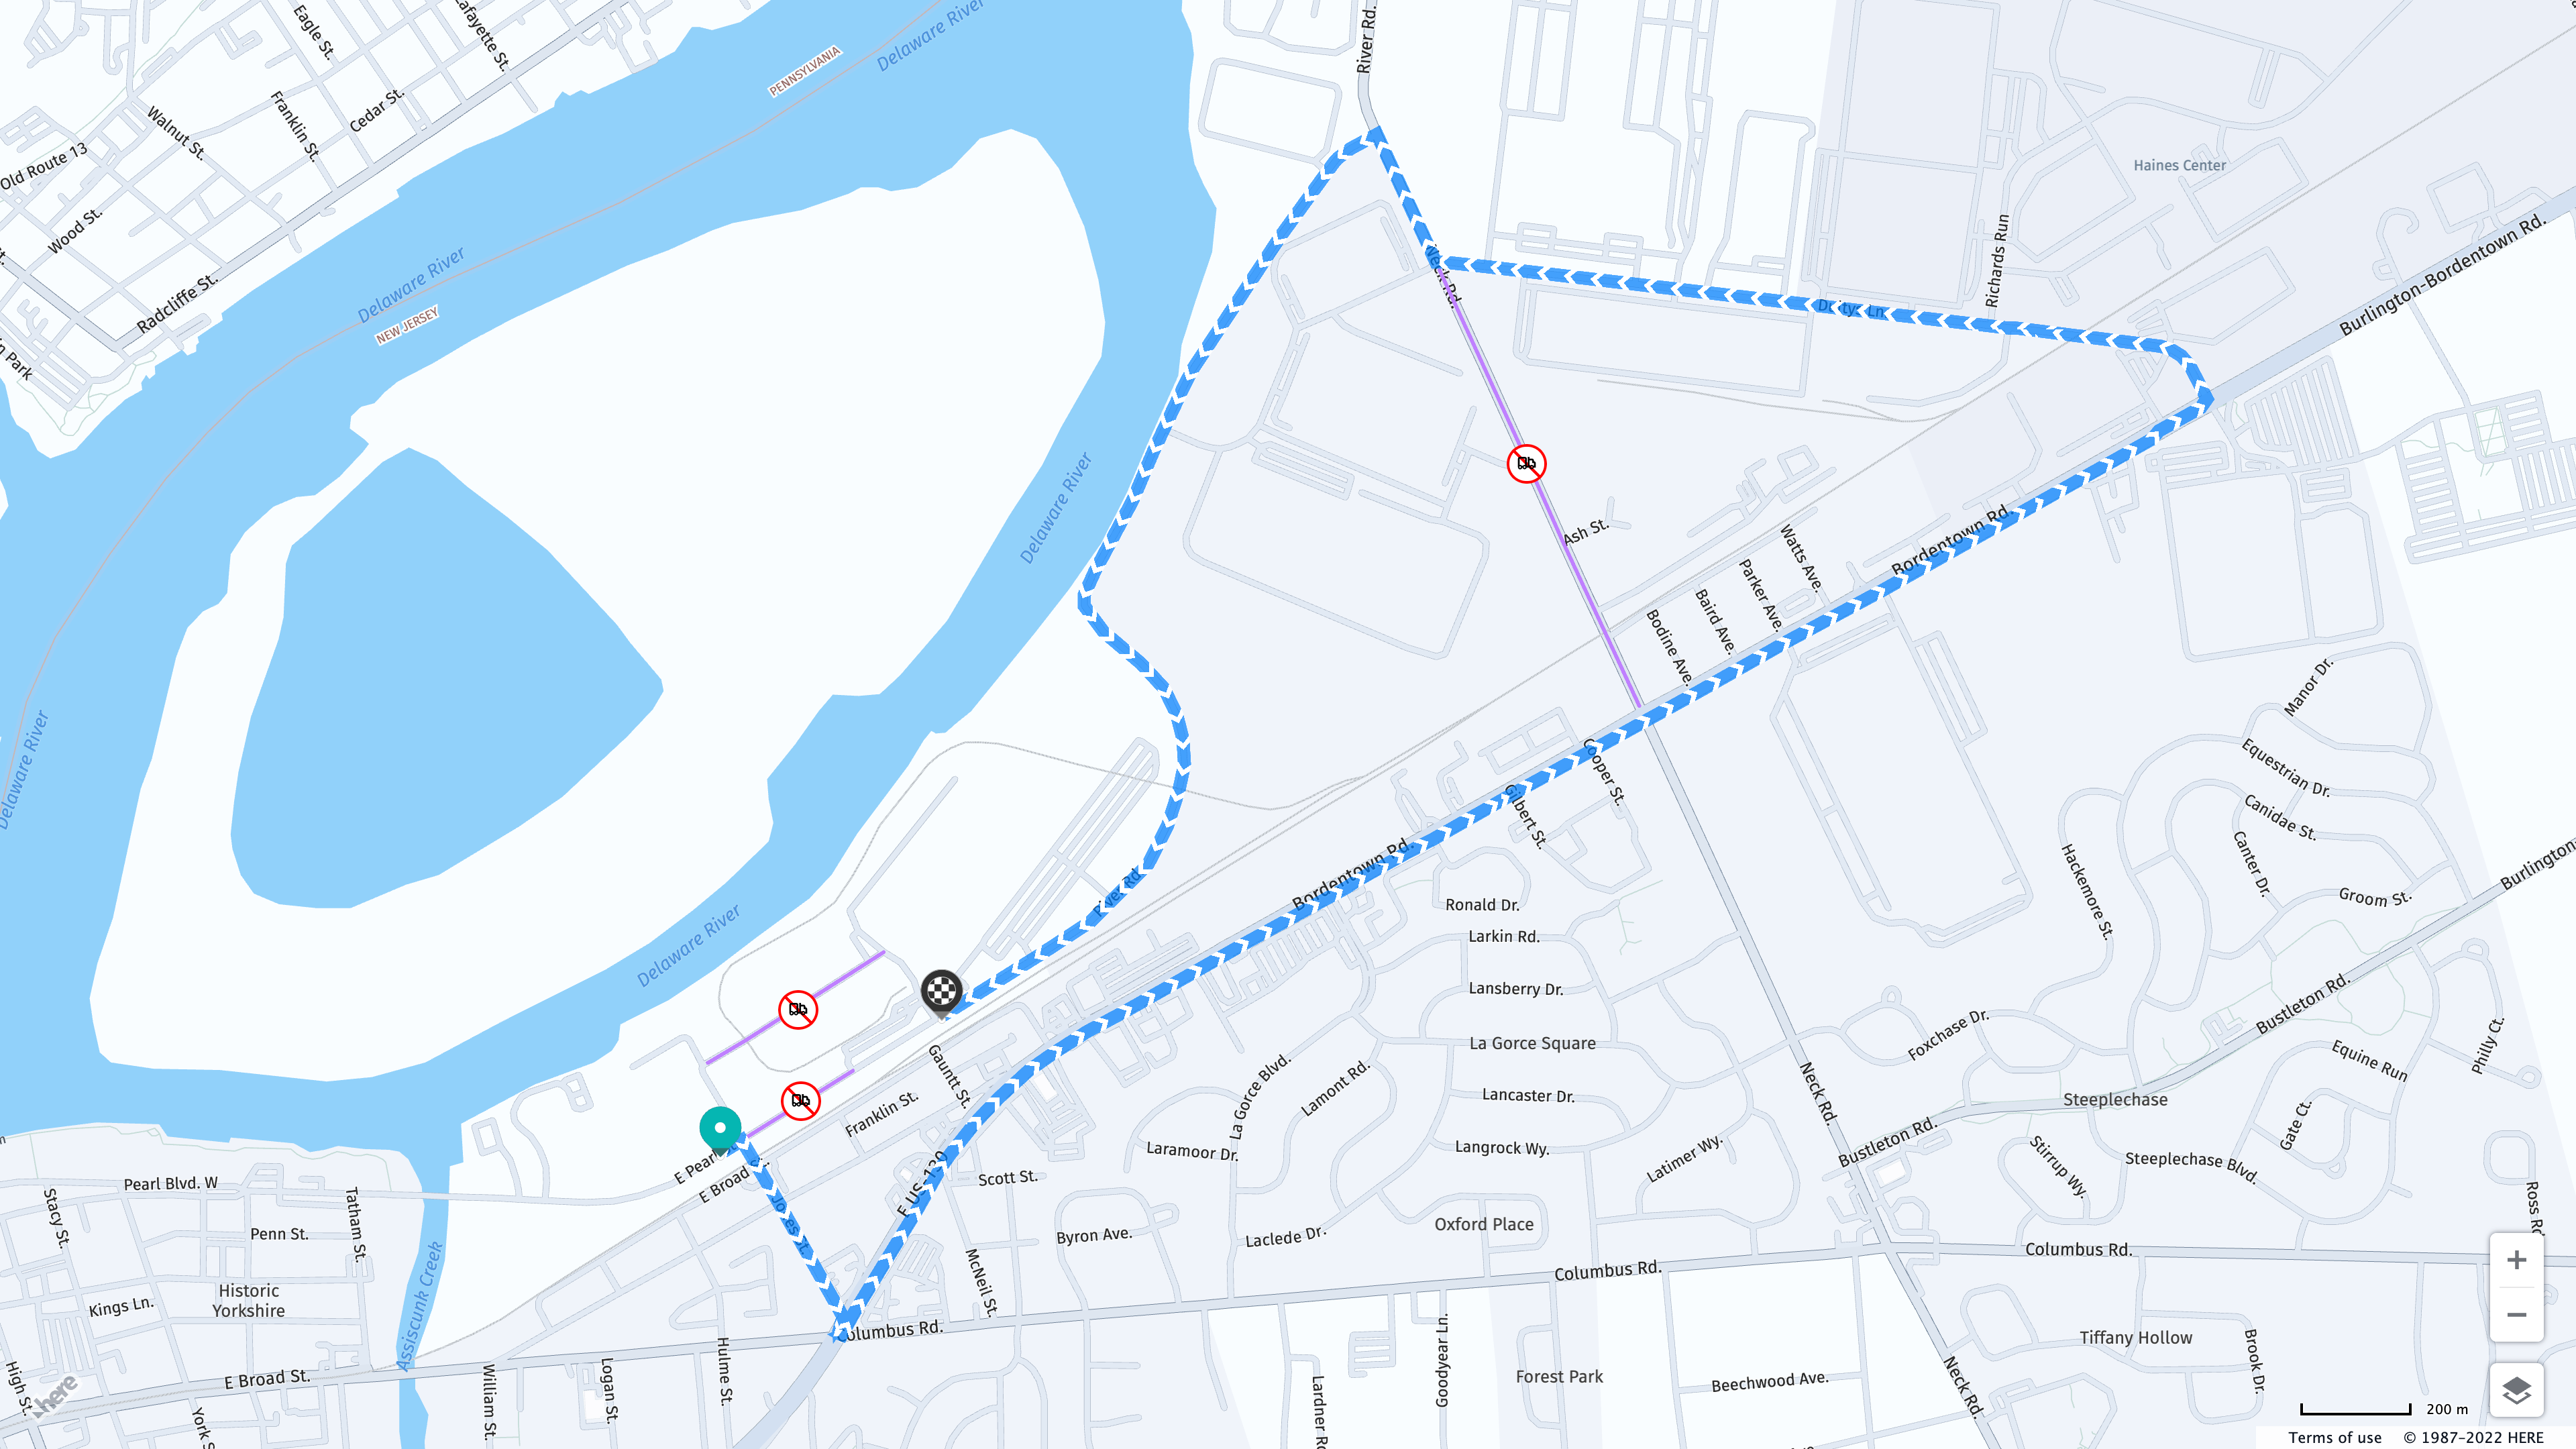 Eagle St.
Lafayette St.
Delaware River
PENNSYLVANIA
River Rd.
Walnut St.
Franklin St.
Cedar St.
Old Route 13
Wood St.
Radcliffe St.
Delaware River
NEW JERSEY
Haines Center
Richards Run
Burlington-Bordentown Rd.
Neck Rd.
Park
Delaware River
Ash St.
Bordentown Rd.
Watts Ave.
Parker Ave.
Baird Ave.
Bodine Ave.
Manor Dr.
Equestrian Dr.
Canidae St.
Canter Dr.
Groom St.
Hackemore St.
Burlington-
Delaware River
Cooper St.
Gilbert St.
Bordentown Rd.
River Rd.
Ronald Dr.
Larkin Rd.
Lansberry Dr.
La Gorce Square
Lancaster Dr.
Langrock Wy.
Latimer Wy.
La Gorce Blvd.
Lamont Rd.
Laramoor Dr.
Delaware River
Gauntt St.
Franklin St.
Foxchase Dr.
Bustleton Rd.
Philly Ct.
Equine Run
Steeplechase
Neck Rd.
Bustleton Rd.
Gate Ct.
Stirrup Wy.
Steeplechase Blvd.
E Pearl
E Broad
Jones St.
E US-130
Scott St.
Byron Ave.
Laclede Dr.
Oxford Place
McNeil St.
Pearl Blvd. W
Stacy St.
Tatham St.
Penn St.
Historic
Yorkshire
Kings Ln.
Assiscunk Creek
Columbus Rd.
Columbus Rd.
Columbus Rd.
Ross Rd.
High St.
here
E Broad St.
York S
William St.
Logan St.
Hulme St.
Lardner Rd
Goodyear Ln.
Forest Park
Beechwood Ave.
Neck Rd.
Tiffany Hollow
Brook Dr.
200 m
Terms of use © 1987–2022 HERE